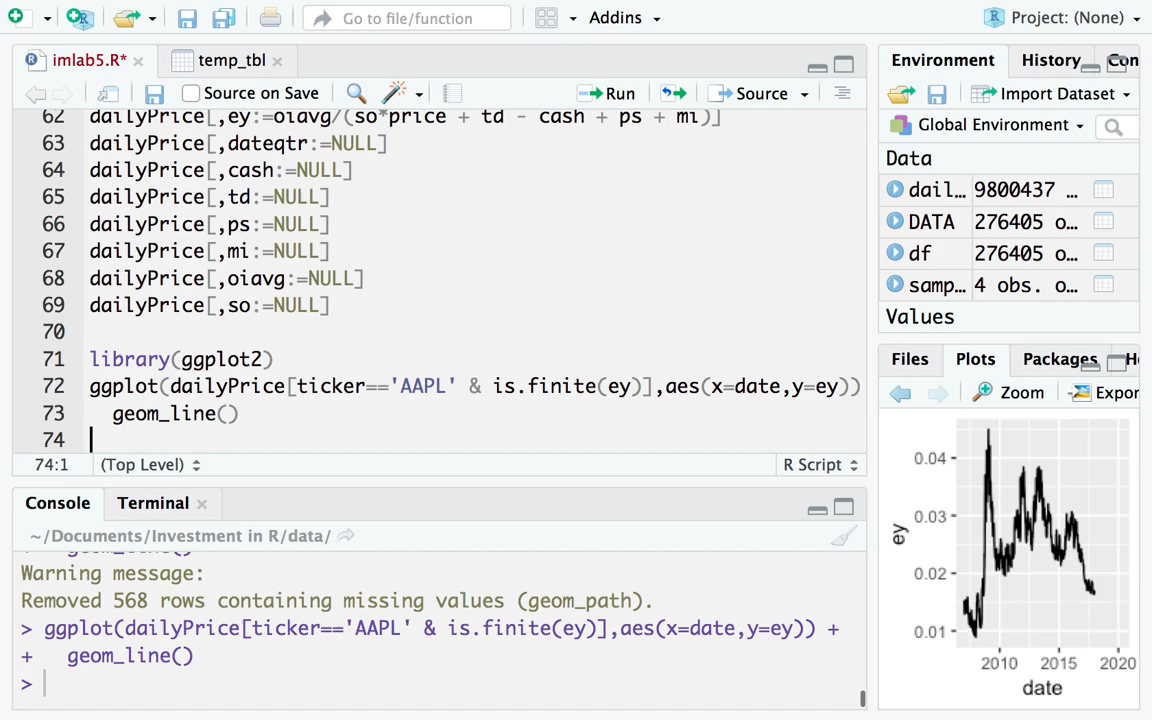 Go to file/function
Addins
Project: (None)
imlab5.R*
temp_tbl
Source on Save
Run
Source
62 dailyPrice[,ey:=oiavg/(so*price + td - cash + ps + mi)]
63 dailyPrice[,dateqtr:=NULL]
64 dailyPrice[,cash:=NULL]
65 dailyPrice[,td:=NULL]
66 dailyPrice[,ps:=NULL]
67 dailyPrice[,mi:=NULL]
68 dailyPrice[,oiavg:=NULL]
69 dailyPrice[,so:=NULL]
70
71 library(ggplot2)
72 ggplot(dailyPrice[ticker=='AAPL' & is.finite(ey)],aes(x=date,y=ey))
73 geom_line()
74
74:1 (Top Level) R Script
Console Terminal
~/Documents/Investment in R/data/
Warning message:
Removed 568 rows containing missing values (geom_path).
> ggplot(dailyPrice[ticker=='AAPL' & is.finite(ey)],aes(x=date,y=ey)) +
+ geom_line()
>
Environment History Con
Import Dataset
Global Environment
Data
dail… 9800437 …
DATA 276405 o…
df 276405 o…
samp… 4 obs. o…
Values
Files Plots Packages
Zoom Expor
0.04
0.03
0.02
0.01
ey
2010 2015 2020
date